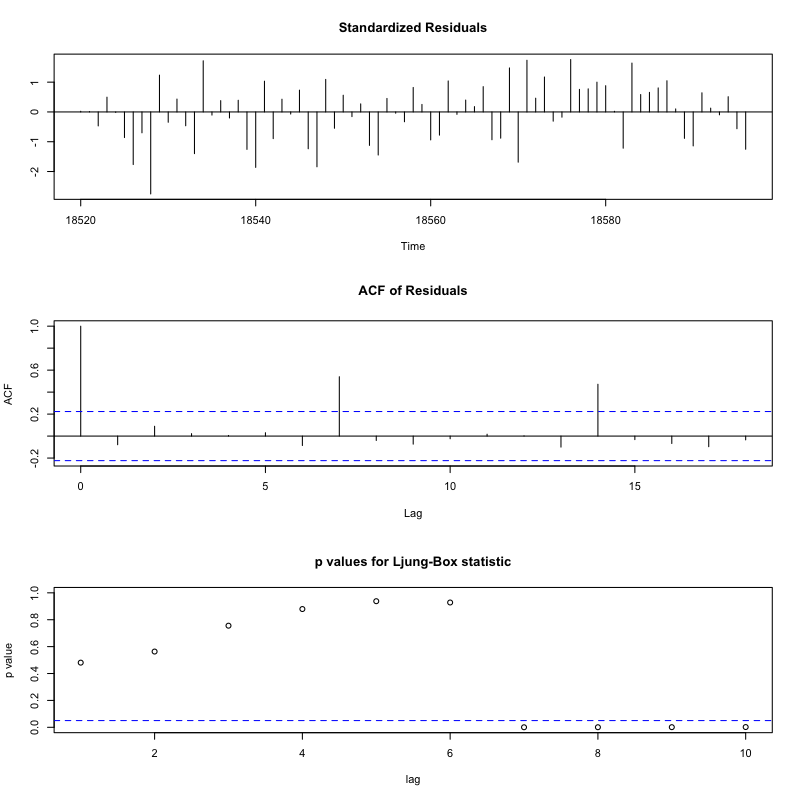 Standardized Residuals
1
0
-1
-2
18520 18540 18560 18580
Time
ACF of Residuals
ACF
1.0
0.6
0.2
-0.2
0 5 10 15
Lag
p values for Ljung-Box statistic
p value
1.0
0.8
0.6
0.4
0.2
0.0
2 4 6 8 10
lag